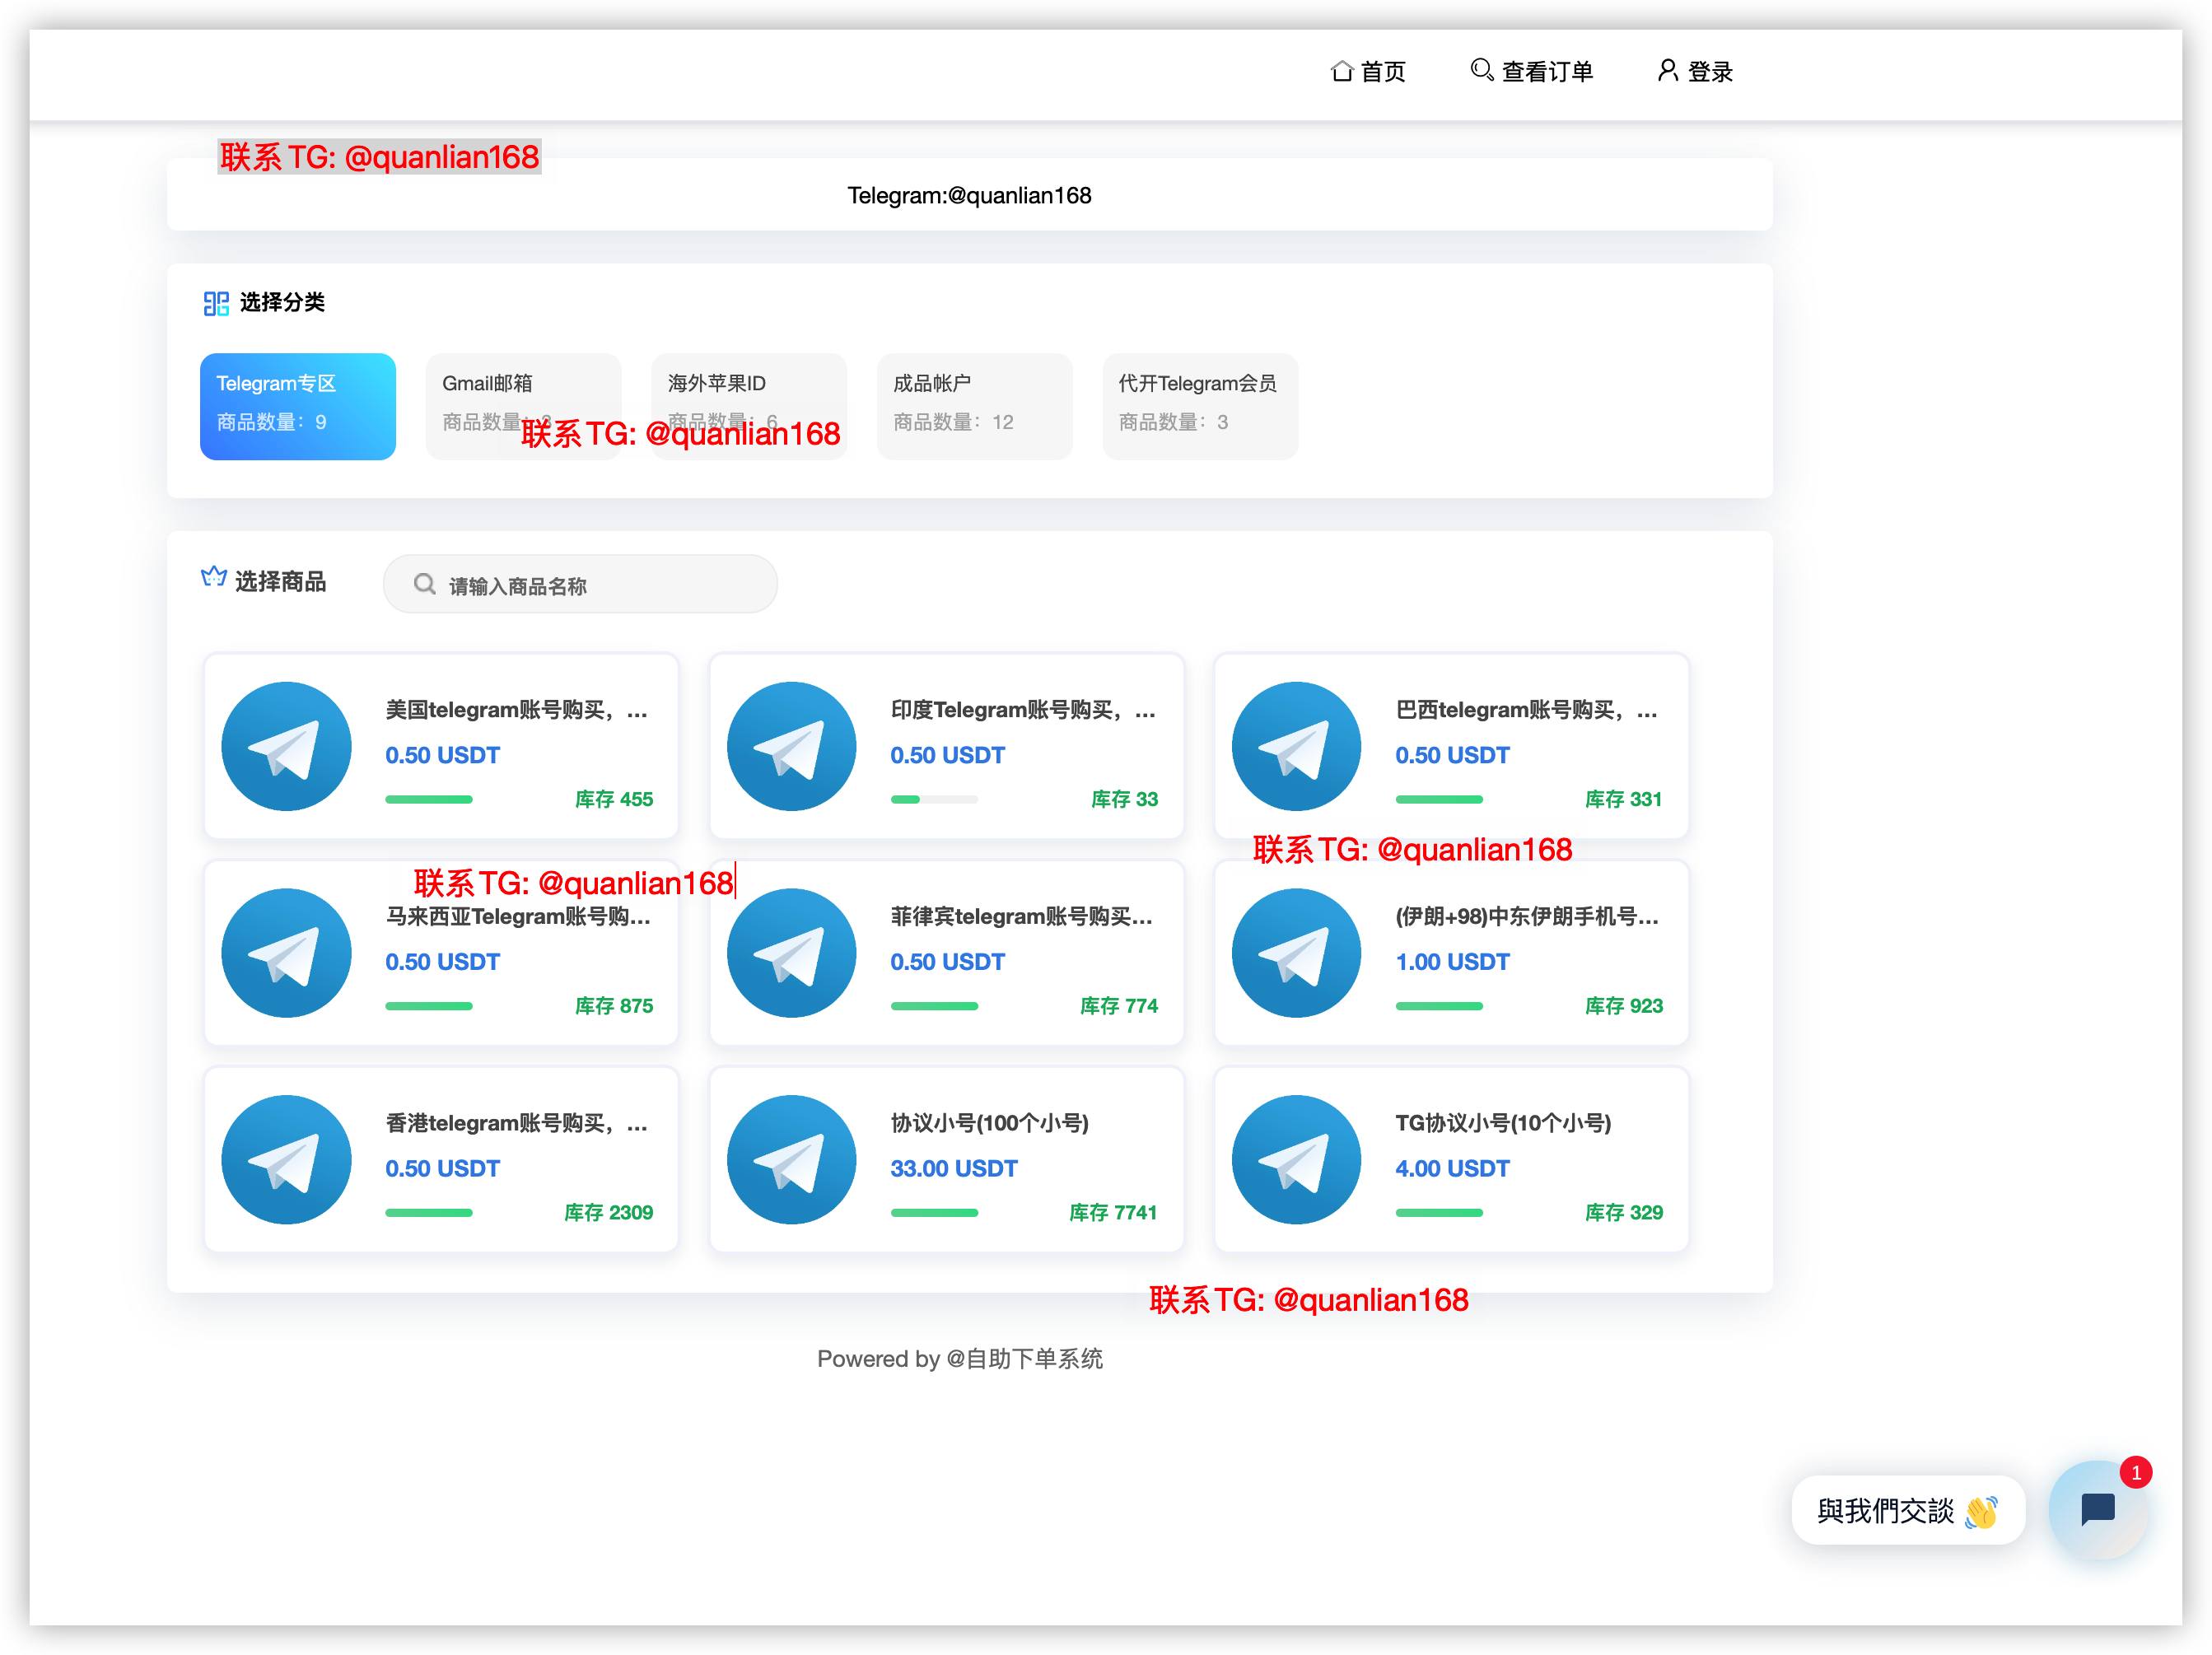 首页 查看订单 登录
联系TG: @quanlian168
Telegram:@quanlian168
选择分类
Telegram专区 Gmail邮箱 海外苹果ID 成品帐户 代开Telegram会员
商品数量：9 商品数量：3 商品数量：6 商品数量：12 商品数量：3
联系TG: @quanlian168
选择商品 请输入商品名称
美国telegram账号购买，... 印度Telegram账号购买，... 巴西telegram账号购买，...
0.50 USDT 0.50 USDT 0.50 USDT
库存 455 库存 33 库存 331
联系TG: @quanlian168
联系TG: @quanlian168
马来西亚Telegram账号购... 菲律宾telegram账号购买... (伊朗+98)中东伊朗手机号...
0.50 USDT 0.50 USDT 1.00 USDT
库存 875 库存 774 库存 923
香港telegram账号购买，... 协议小号(100个小号) TG协议小号(10个小号)
0.50 USDT 33.00 USDT 4.00 USDT
库存 2309 库存 7741 库存 329
联系TG: @quanlian168
Powered by @自助下单系统
與我們交談 👋 1